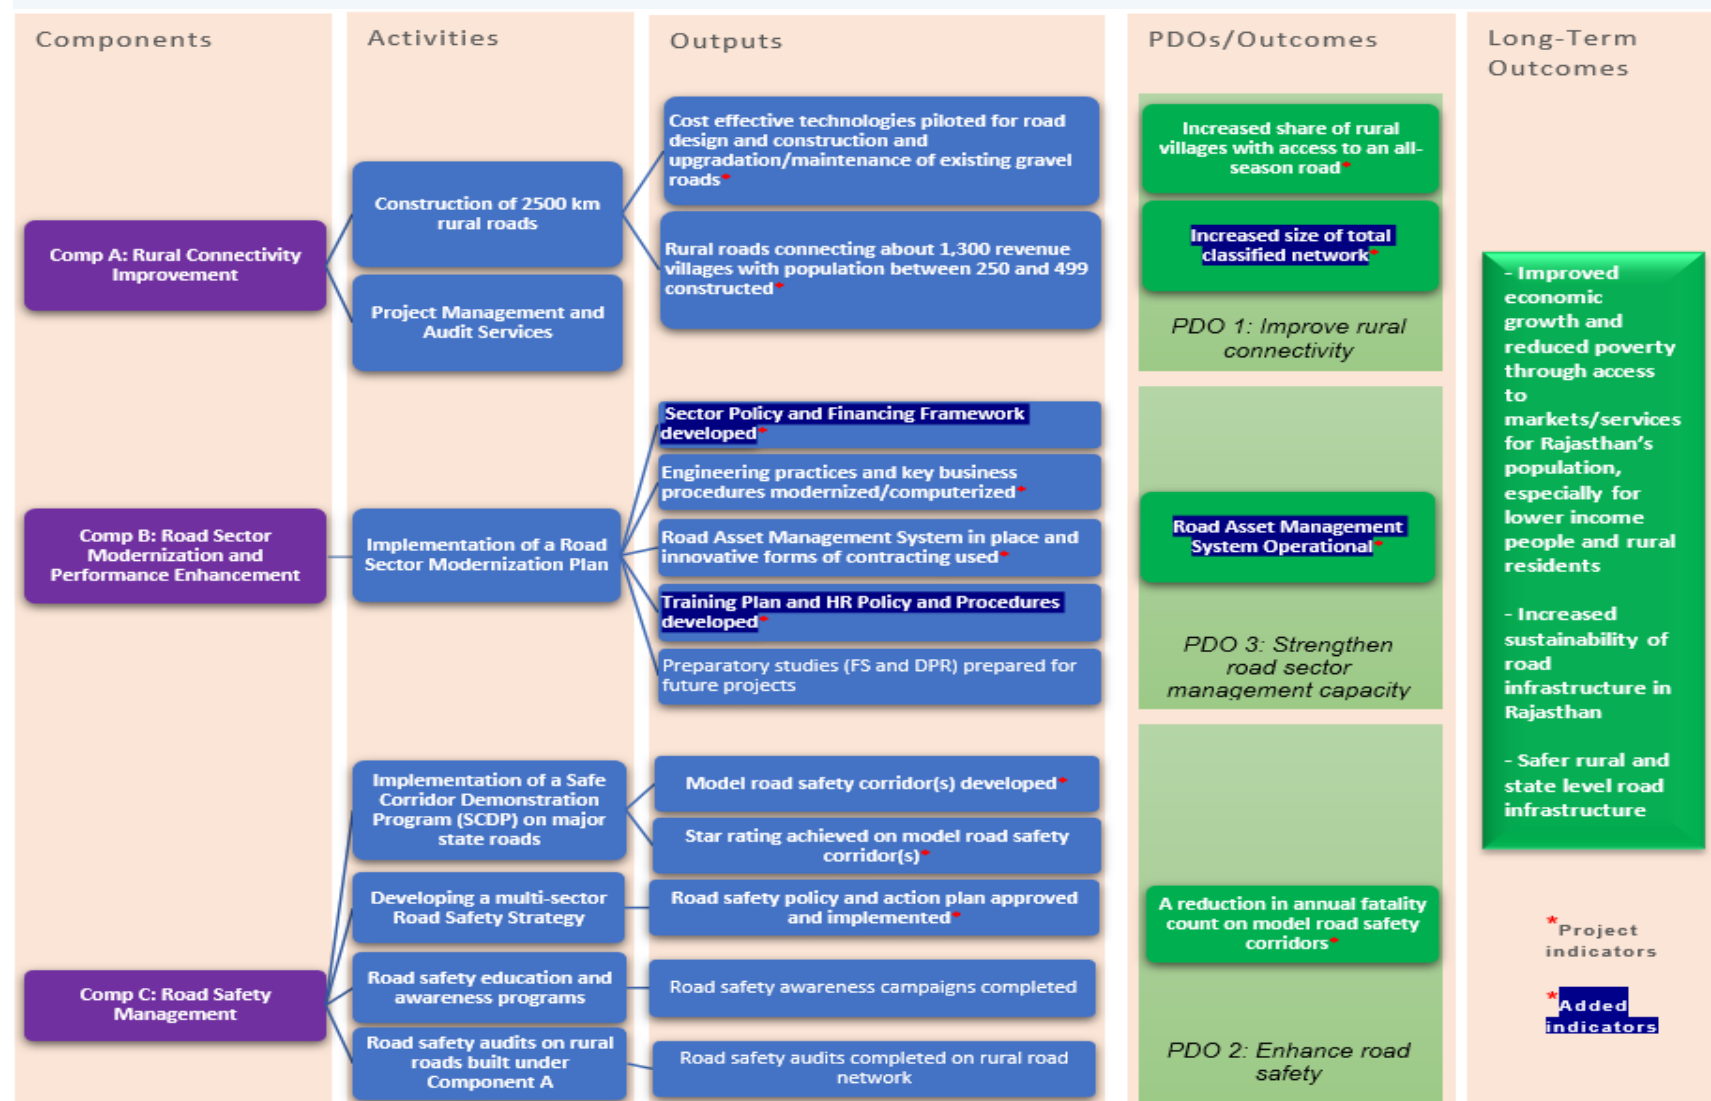 Components
Activities
Outputs
PDOs/Outcomes
Long-Term
Outcomes
Comp A: Rural Connectivity
Improvement
Construction of 2500 km
rural roads
Project Management and
Audit Services
Cost effective technologies piloted for road
design and construction and
upgradation/maintenance of existing gravel
roads*
Rural roads connecting about 1,300 revenue
villages with population between 250 and 499
constructed*
Increased share of rural
villages with access to an all-
season road*
Increased size of total
classified network*
PDO 1: Improve rural
connectivity
Comp B: Road Sector
Modernization and
Performance Enhancement
Implementation of a Road
Sector Modernization Plan
Sector Policy and Financing Framework
developed*
Engineering practices and key business
procedures modernized/computerized*
Road Asset Management System in place and
innovative forms of contracting used*
Training Plan and HR Policy and Procedures
developed*
Preparatory studies (FS and DPR) prepared for
future projects
Road Asset Management
System Operational*
PDO 3: Strengthen
road sector
management capacity
Comp C: Road Safety
Management
Implementation of a Safe
Corridor Demonstration
Program (SCDP) on major
state roads
Developing a multi-sector
Road Safety Strategy
Road safety education and
awareness programs
Road safety audits on rural
roads built under
Component A
Model road safety corridor(s) developed*
Star rating achieved on model road safety
corridor(s)*
Road safety policy and action plan approved
and implemented*
Road safety awareness campaigns completed
Road safety audits completed on rural road
network
A reduction in annual fatality
count on model road safety
corridors*
PDO 2: Enhance road
safety
- Improved
economic
growth and
reduced poverty
through access
to
markets/services
for Rajasthan's
population,
especially for
lower income
people and rural
residents
- Increased
sustainability of
road
infrastructure in
Rajasthan
- Safer rural and
state level road
infrastructure
*Project
indicators
*Added
indicators